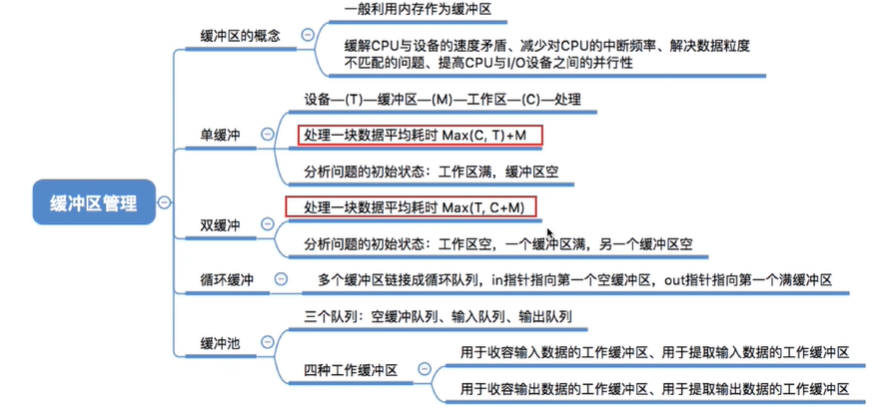 一般利用内存作为缓冲区
缓冲区的概念
缓解CPU与设备的速度矛盾、减少对CPU的中断频率、解决数据粒度
不匹配的问题、提高CPU与I/O设备之间的并行性
设备—(T)—缓冲区—(M)—工作区—(C)—处理
单缓冲
处理一块数据平均耗时 Max(C, T)+M
分析问题的初始状态：工作区满，缓冲区空
缓冲区管理
处理一块数据平均耗时 Max(T, C+M)
双缓冲
分析问题的初始状态：工作区空，一个缓冲区满，另一个缓冲区空
循环缓冲
多个缓冲区链接成循环队列，in指针指向第一个空缓冲区，out指针指向第一个满缓冲区
三个队列：空缓冲队列、输入队列、输出队列
缓冲池
四种工作缓冲区
用于收容输入数据的工作缓冲区、用于提取输入数据的工作缓冲区
用于收容输出数据的工作缓冲区、用于提取输出数据的工作缓冲区